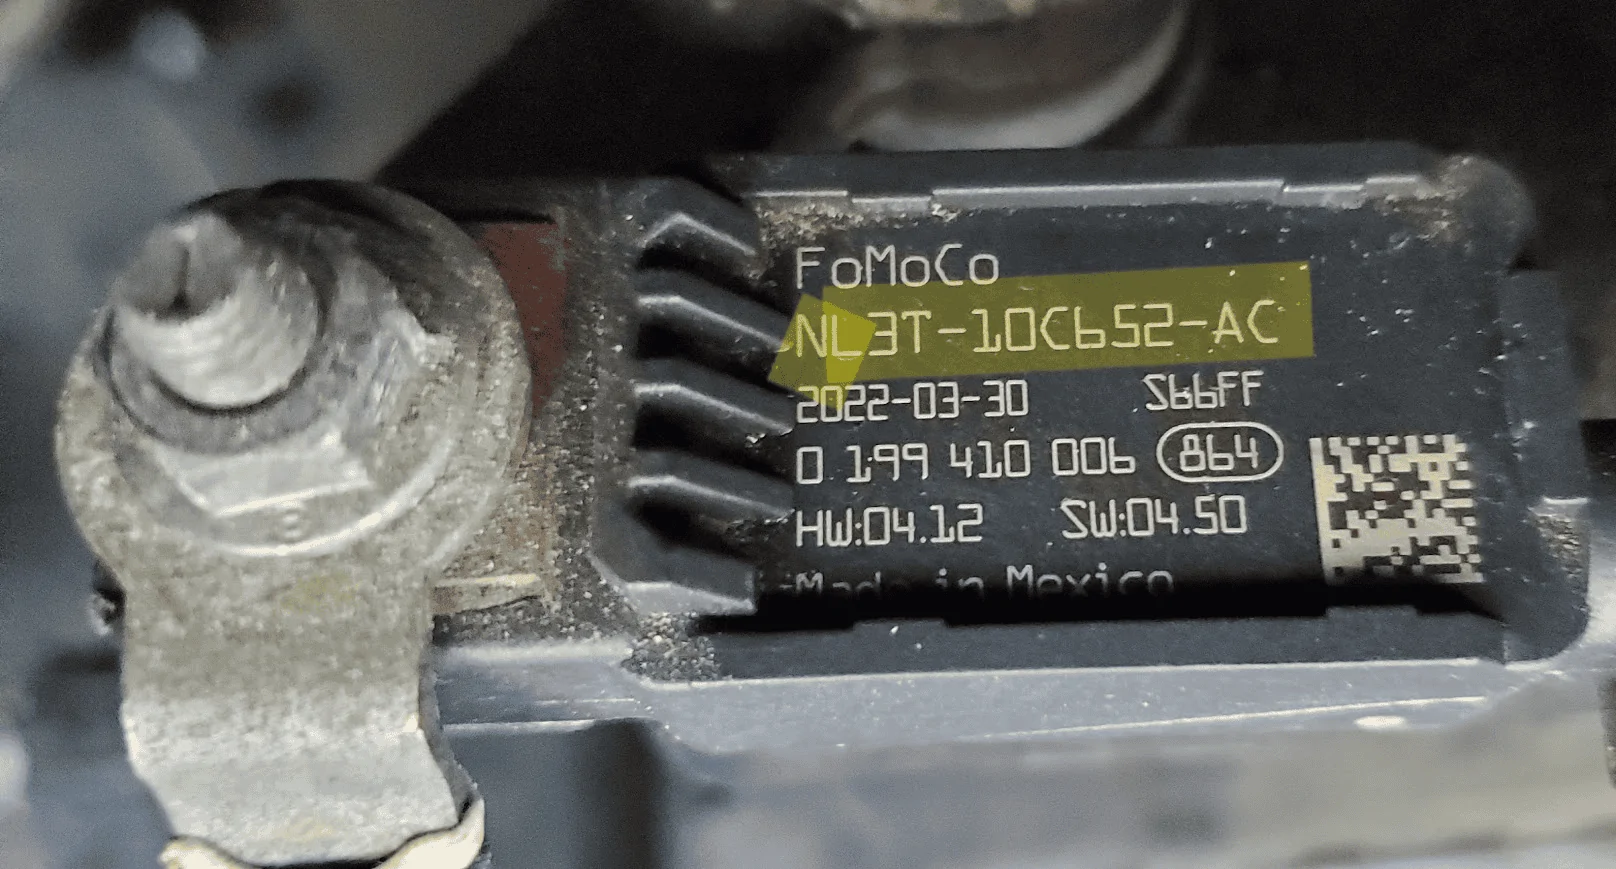 FoMoCo
NL3T-10C652-AC
2022-03-30 S66FF
0 199 410 006 864
HW:04.12 SW:04.50
Made in Mexico